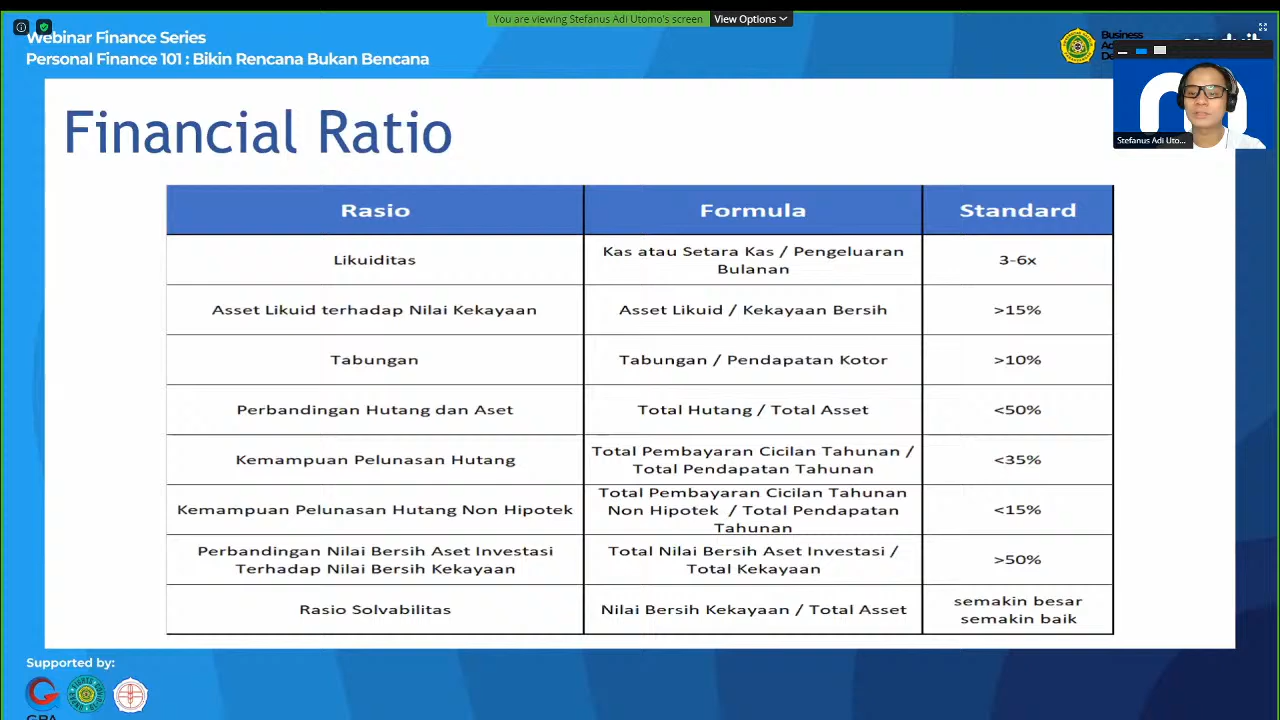 You are viewing Stefanus Adi Utomo's screen
View Options
Webinar Finance Series
Personal Finance 101 : Bikin Rencana Bukan Bencana
Business
Stefanus Adi Uto...
Financial Ratio
Rasio Formula Standard
Likuiditas
Kas atau Setara Kas / Pengeluaran
Bulanan
3-6x
Asset Likuid terhadap Nilai Kekayaan
Asset Likuid / Kekayaan Bersih
>15%
Tabungan
Tabungan / Pendapatan Kotor
>10%
Perbandingan Hutang dan Aset
Total Hutang / Total Asset
<50%
Kemampuan Pelunasan Hutang
Total Pembayaran Cicilan Tahunan /
Total Pendapatan Tahunan
<35%
Kemampuan Pelunasan Hutang Non Hipotek
Total Pembayaran Cicilan Tahunan
Non Hipotek / Total Pendapatan
Tahunan
<15%
Perbandingan Nilai Bersih Aset Investasi
Terhadap Nilai Bersih Kekayaan
Total Nilai Bersih Aset Investasi /
Total Kekayaan
>50%
Rasio Solvabilitas
Nilai Bersih Kekayaan / Total Asset
semakin besar
semakin baik
Supported by: